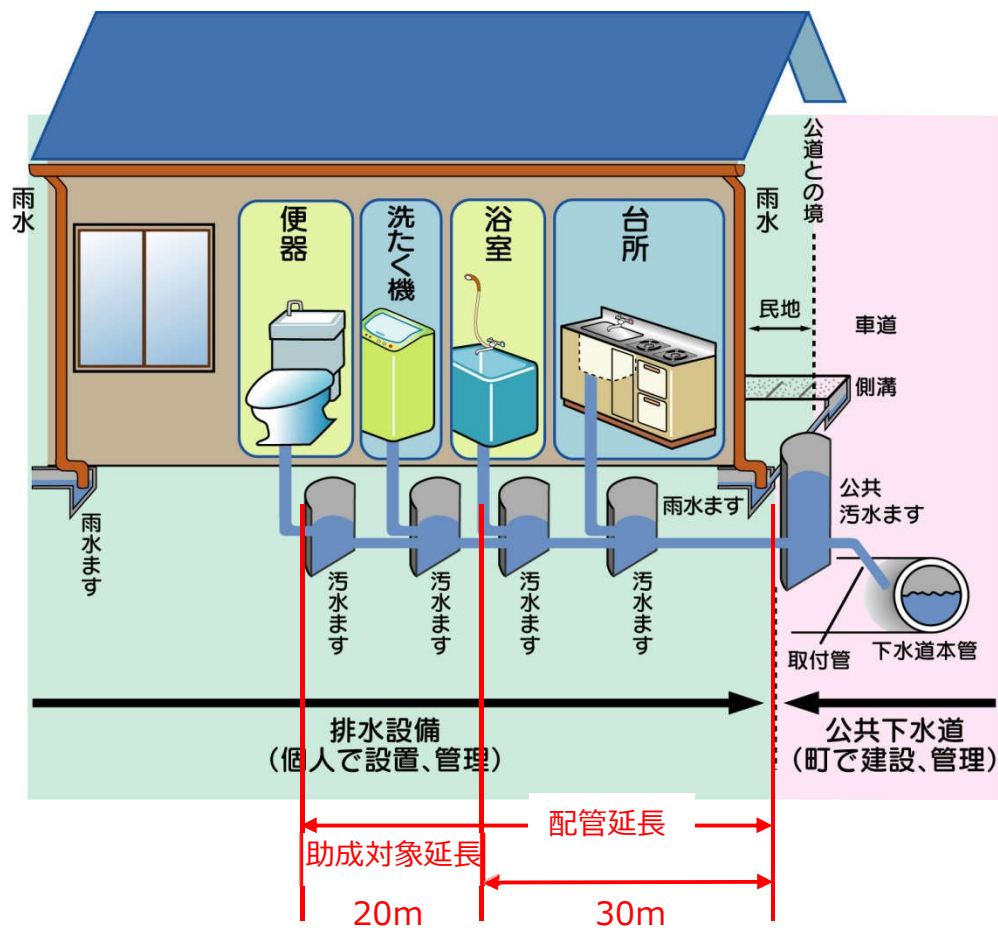 雨水
便器
洗たく機
浴室
台所
雨水
公道との境
民地
車道
側溝
雨水ます
雨水ます
公共
汚水ます
汚水ます
汚水ます
汚水ます
汚水ます
取付管
下水道本管
排水設備
（個人で設置、管理）
公共下水道
（町で建設、管理）
配管延長
助成対象延長
20m
30m